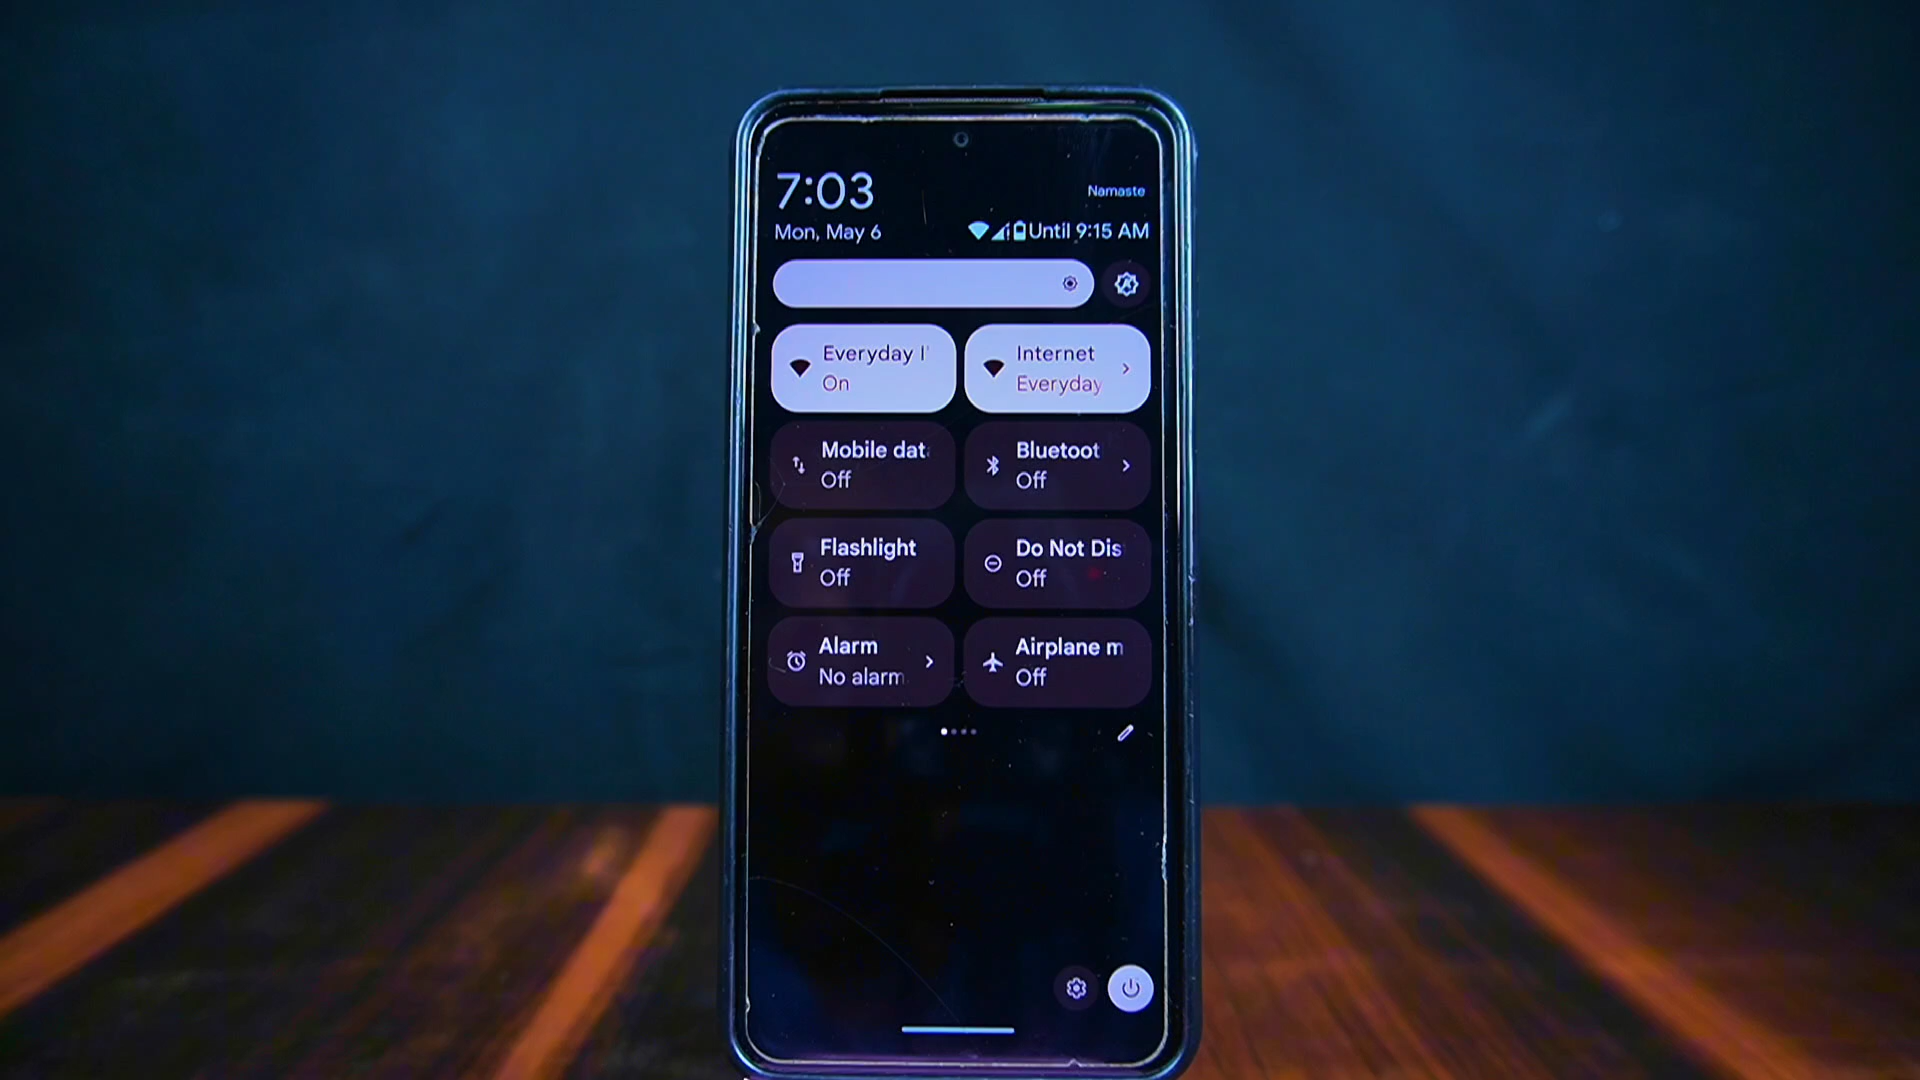 7:03
Namaste
Mon, May 6
Until 9:15 AM
Everyday
On
Internet
Everyday
Mobile dat
Off
Bluetoot
Off
Flashlight
Off
Do Not Dis
Off
Alarm
No alarm
Airplane m
Off